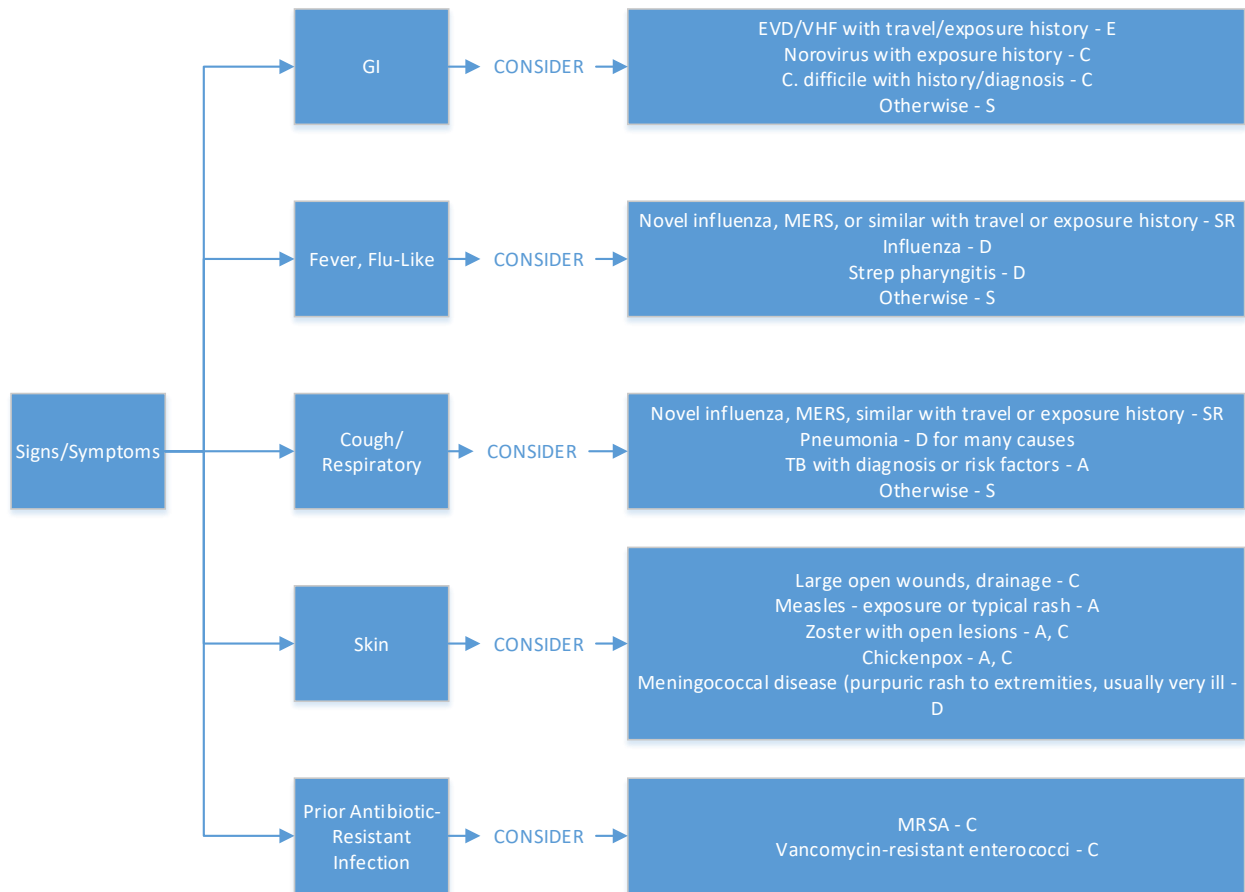 Signs/Symptoms
GI
CONSIDER
EVD/VHF with travel/exposure history - E
Norovirus with exposure history - C
C. difficile with history/diagnosis - C
Otherwise - S
Fever, Flu-Like
CONSIDER
Novel influenza, MERS, or similar with travel or exposure history - SR
Influenza - D
Strep pharyngitis - D
Otherwise - S
Cough/
Respiratory
CONSIDER
Novel influenza, MERS, similar with travel or exposure history - SR
Pneumonia - D for many causes
TB with diagnosis or risk factors - A
Otherwise - S
Skin
CONSIDER
Large open wounds, drainage - C
Measles - exposure or typical rash - A
Zoster with open lesions - A, C
Chickenpox - A, C
Meningococcal disease (purpuric rash to extremities, usually very ill -
D
Prior Antibiotic-
Resistant
Infection
CONSIDER
MRSA - C
Vancomycin-resistant enterococci - C